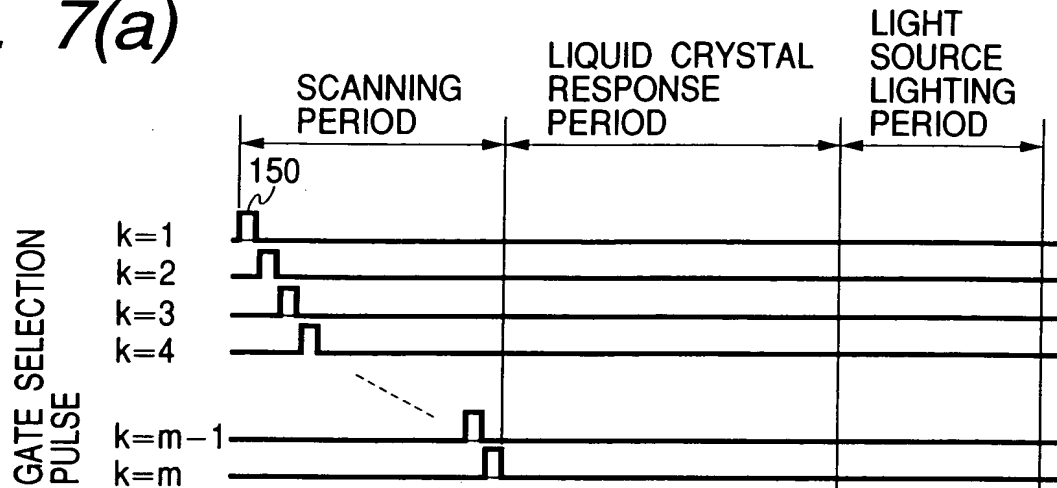 . 7(a)
SCANNING
PERIOD
LIQUID CRYSTAL
RESPONSE
PERIOD
LIGHT
SOURCE
LIGHTING
PERIOD
150
GATE SELECTION
PULSE
k=1
k=2
k=3
k=4
k=m-1
k=m